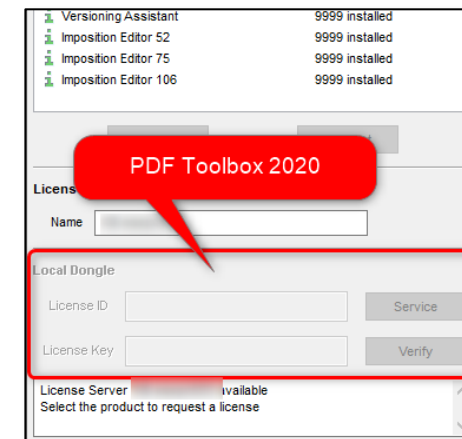 Versioning Assistant 9999 installed
Imposition Editor 52 9999 installed
Imposition Editor 75 9999 installed
Imposition Editor 106 9999 installed
PDF Toolbox 2020
Licens
Name
Local Dongle
License ID Service
License Key Verify
License Server vailable
Select the product to request a license